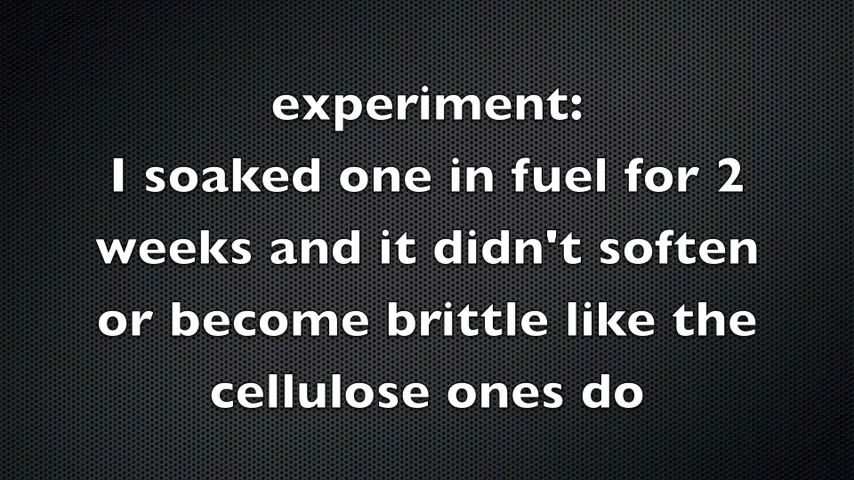 experiment:
I soaked one in fuel for 2
weeks and it didn't soften
or become brittle like the
cellulose ones do